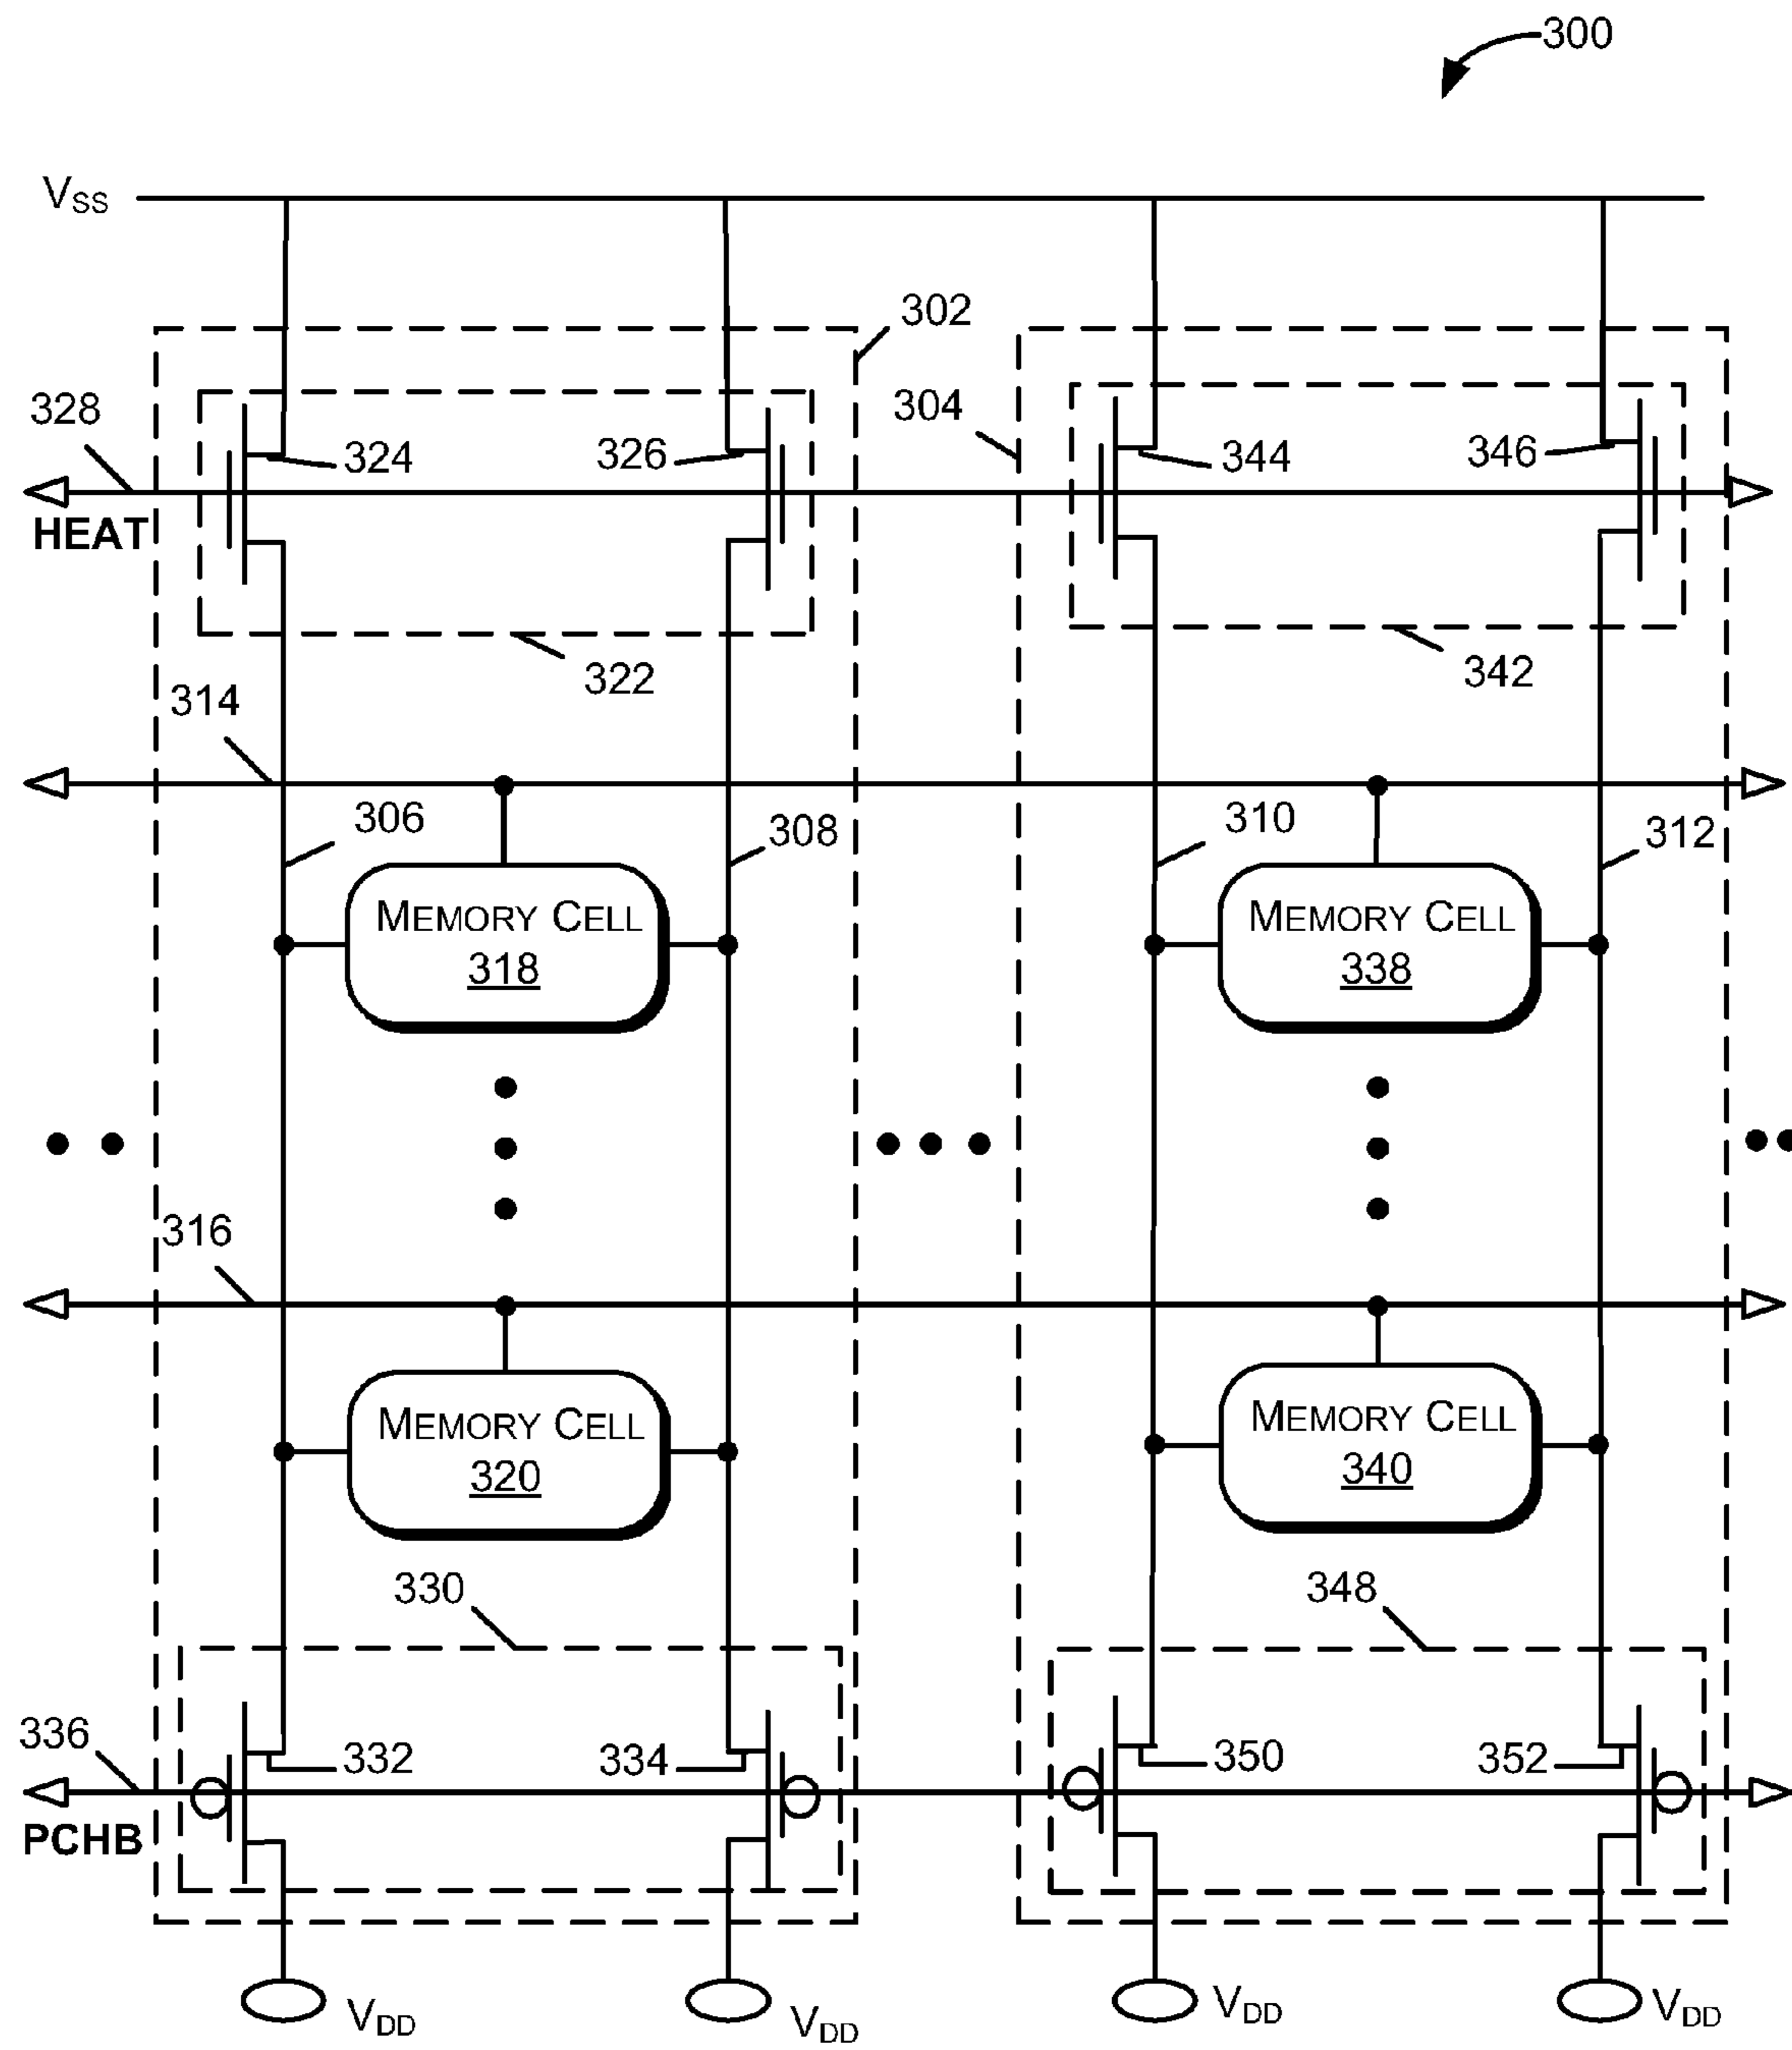 300
VSS
302
304
328
324
326
344
346
HEAT
322
342
314
306
308
310
312
MEMORY CELL
318
MEMORY CELL
338
316
MEMORY CELL
320
MEMORY CELL
340
330
348
336
332
334
350
352
PCHB
VDD
VDD
VDD
VDD